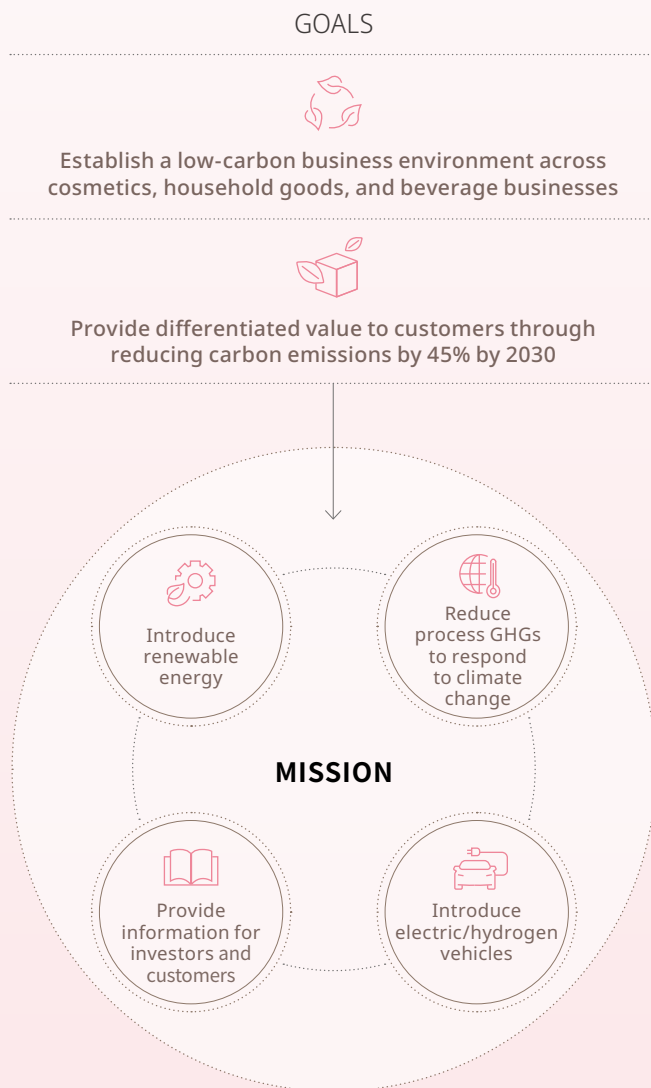 GOALS
Establish a low-carbon business environment across
cosmetics, household goods, and beverage businesses
Provide differentiated value to customers through
reducing carbon emissions by 45% by 2030
Introduce
renewable
energy
Reduce
process GHGs
to respond
to climate
change
MISSION
Provide
information for
investors and
customers
Introduce
electric/hydrogen
vehicles